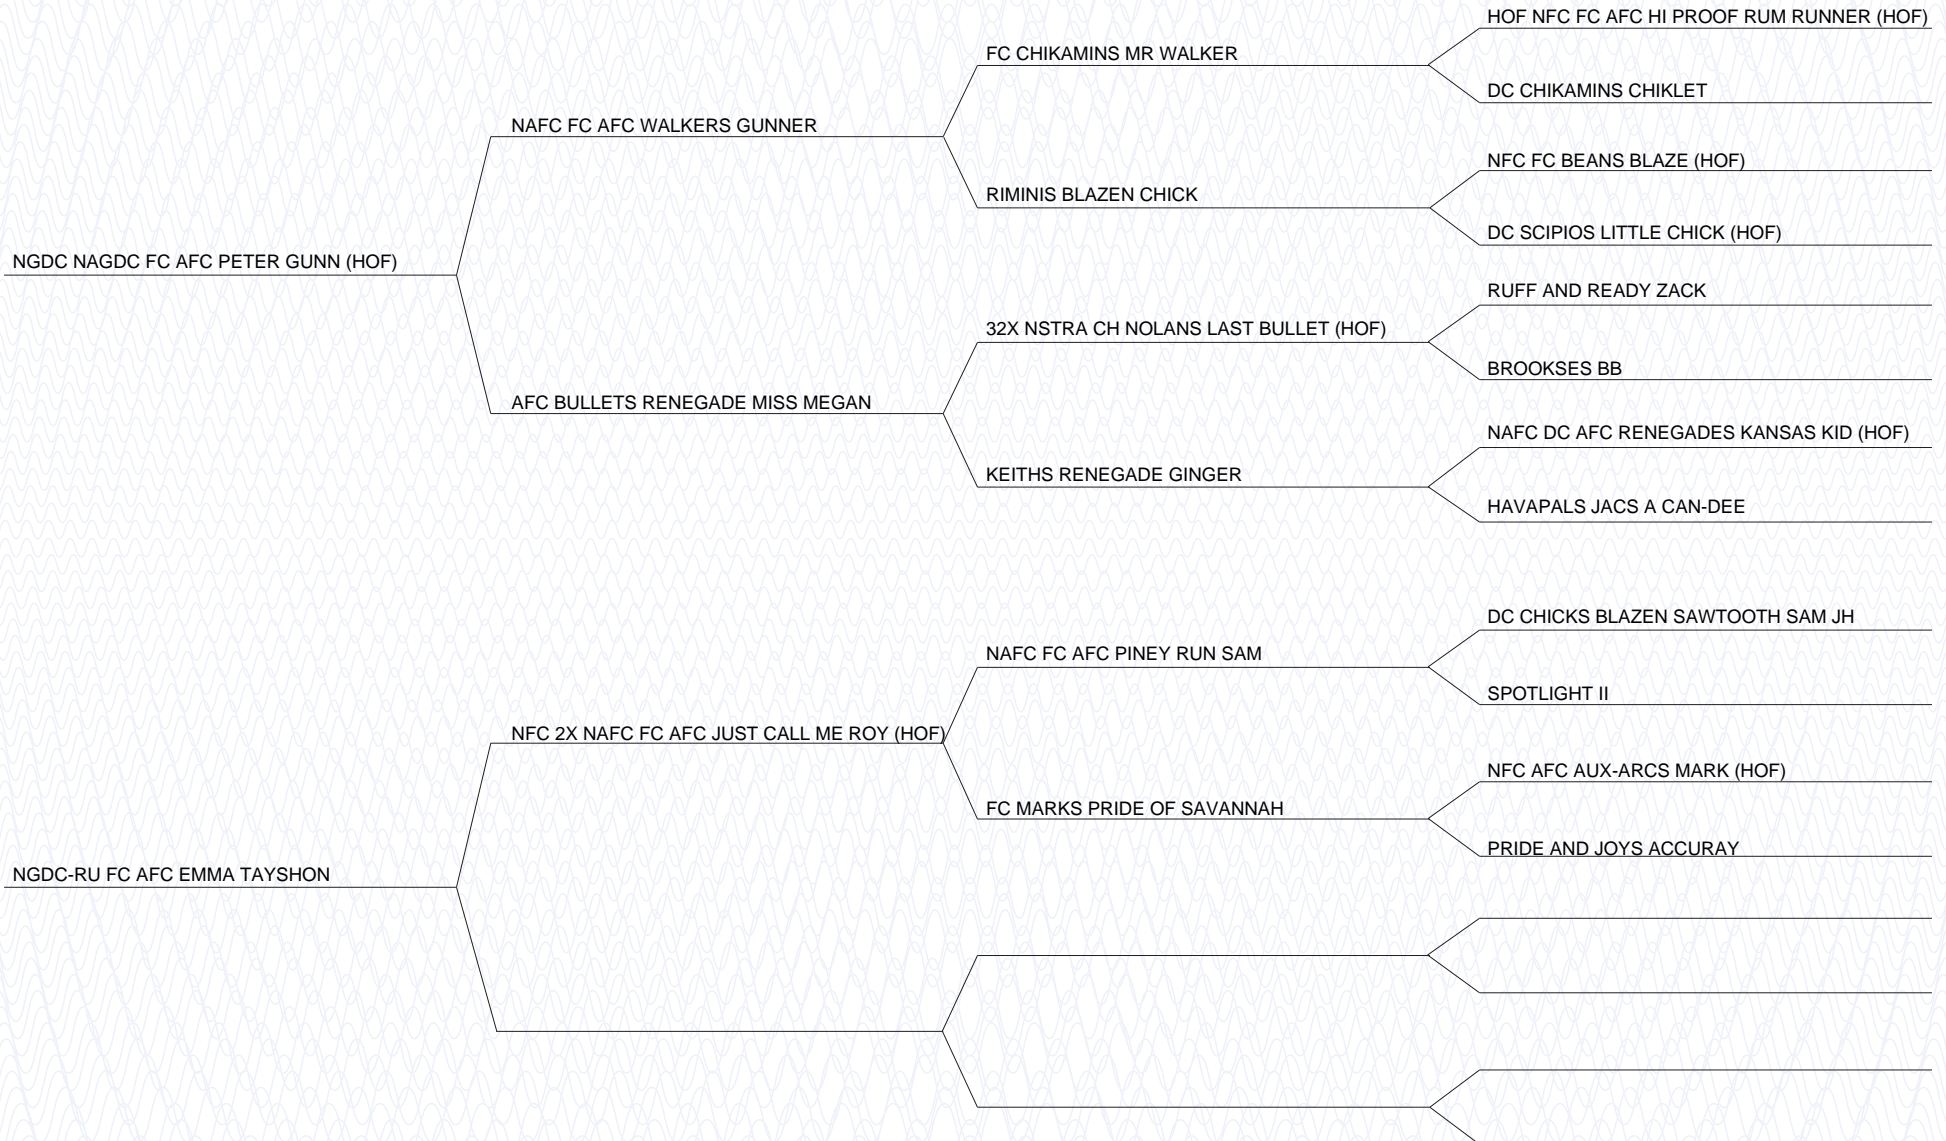 HOF NFC FC AFC HI PROOF RUM RUNNER (HOF)
FC CHIKAMINS MR WALKER
DC CHIKAMINS CHIKLET
NAFC FC AFC WALKERS GUNNER
NFC FC BEANS BLAZE (HOF)
RIMINIS BLAZEN CHICK
DC SCIPIOS LITTLE CHICK (HOF)
NGDC NAGDC FC AFC PETER GUNN (HOF)
RUFF AND READY ZACK
32X NSTRA CH NOLANS LAST BULLET (HOF)
BROOKSES BB
AFC BULLETS RENEGADE MISS MEGAN
NAFC DC AFC RENEGADES KANSAS KID (HOF)
KEITHS RENEGADE GINGER
HAVAPALS JACS A CAN-DEE
DC CHICKS BLAZEN SAWTOOTH SAM JH
NAFC FC AFC PINEY RUN SAM
SPOTLIGHT II
NFC 2X NAFC FC AFC JUST CALL ME ROY (HOF)
NFC AFC AUX-ARCS MARK (HOF)
FC MARKS PRIDE OF SAVANNAH
PRIDE AND JOYS ACCURAY
NGDC-RU FC AFC EMMA TAYSHON